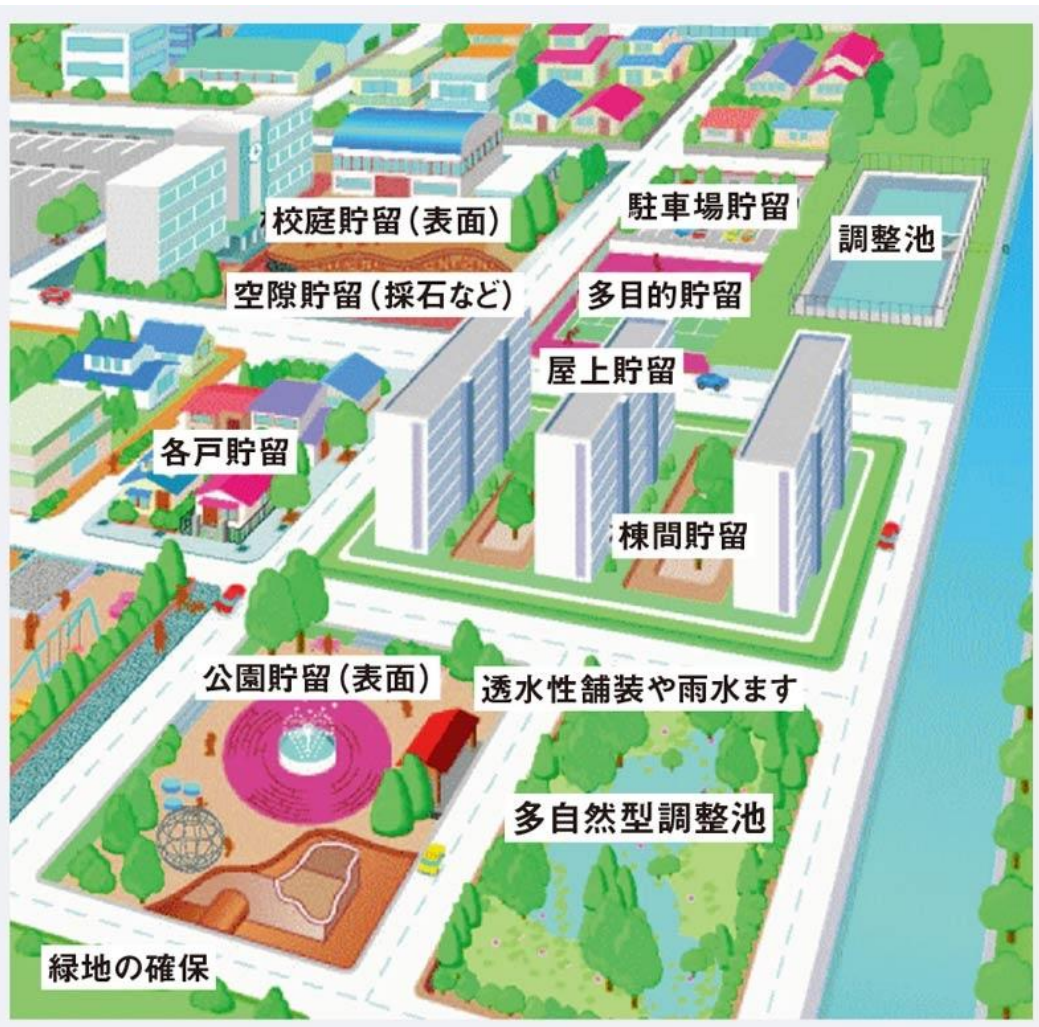 駐車場貯留
校庭貯留(表面)
調整池
空隙貯留(採石など)
多目的貯留
屋上貯留
各戸貯留
棟間貯留
公園貯留(表面)
透水性舗装や雨水ます
多自然型調整池
緑地の確保